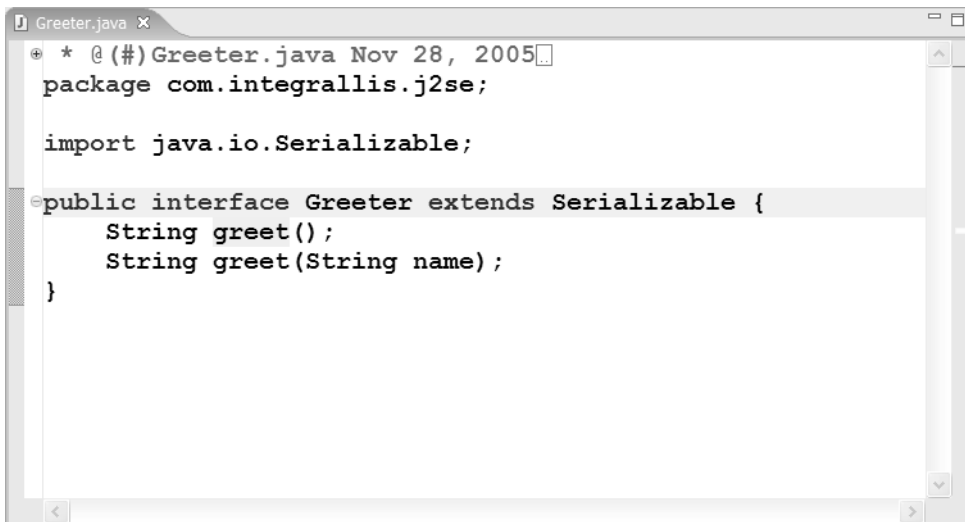 Greeter.java
* @(#)Greeter.java Nov 28, 2005
package com.integrallis.j2se;
import java.io.Serializable;
public interface Greeter extends Serializable {
String greet();
String greet(String name);
}